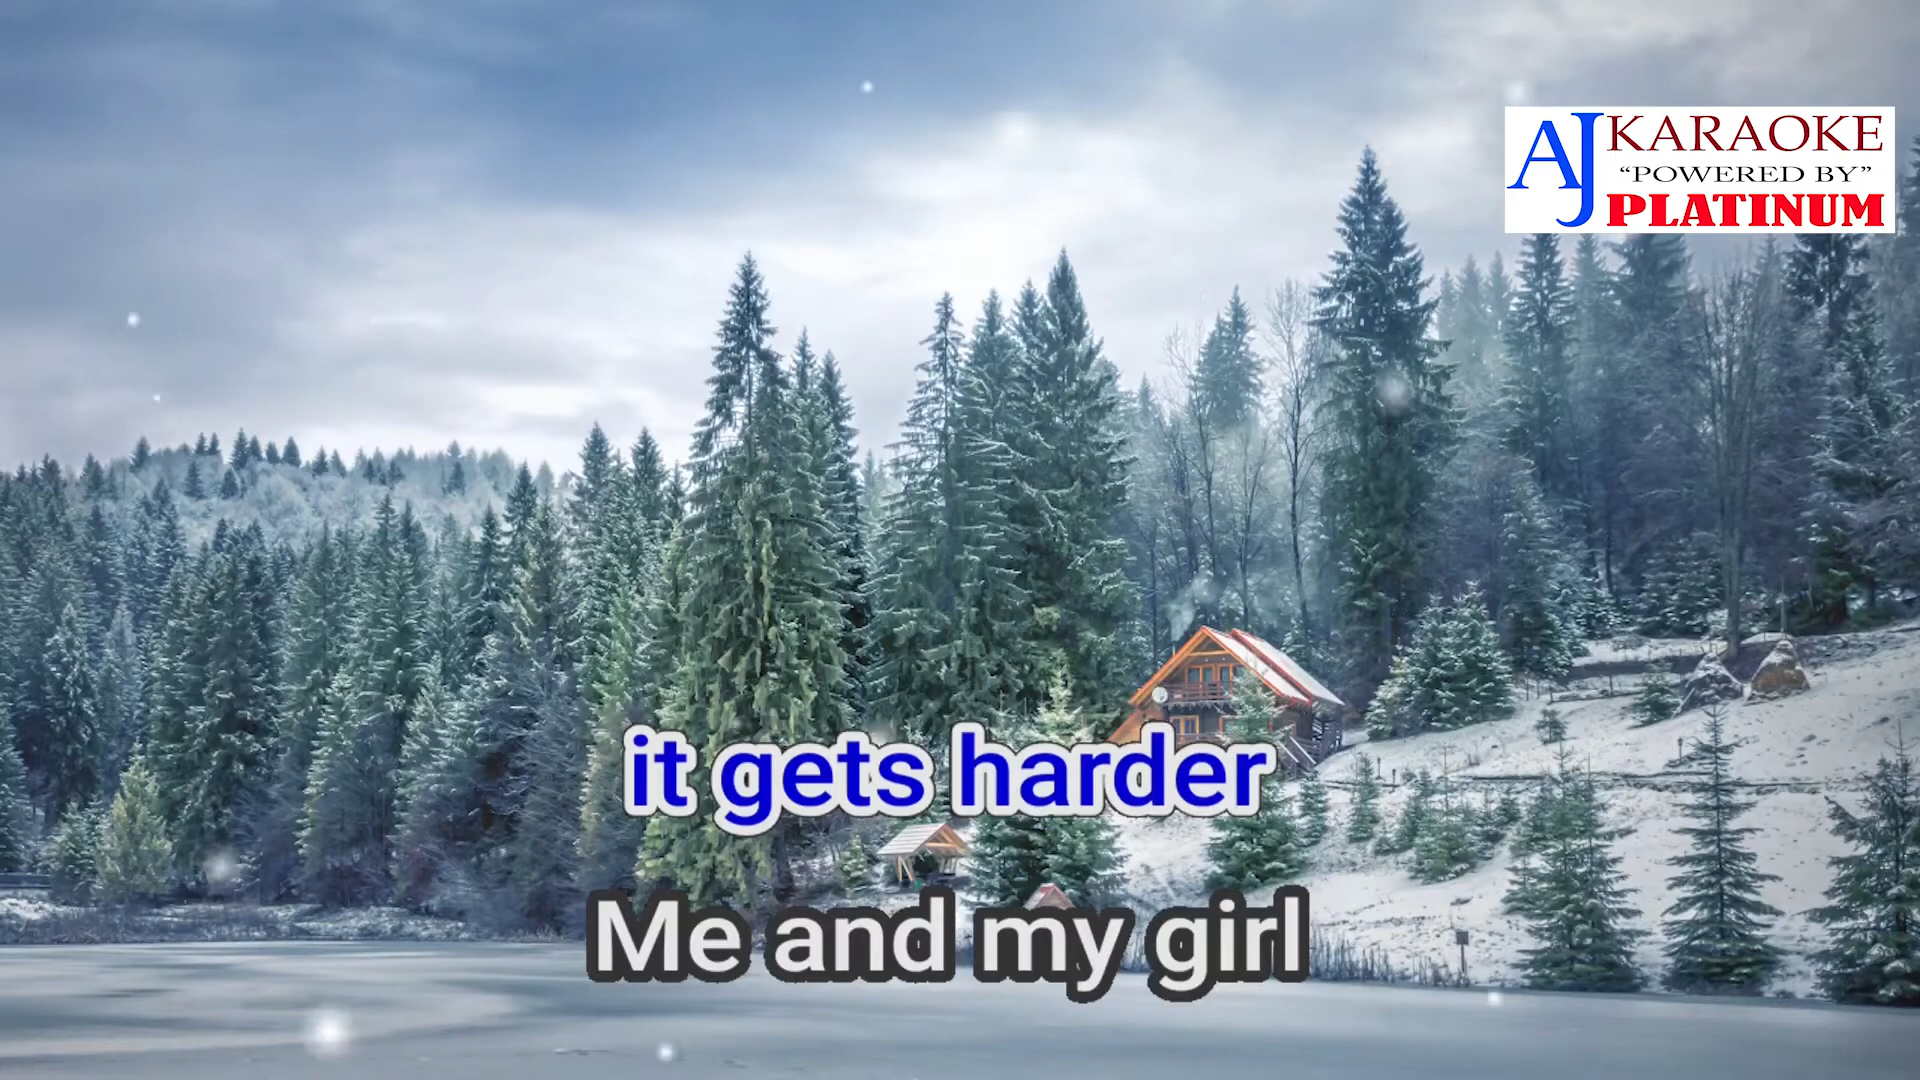 AJ KARAOKE
“POWERED BY”
PLATINUM
it gets harder
Me and my girl